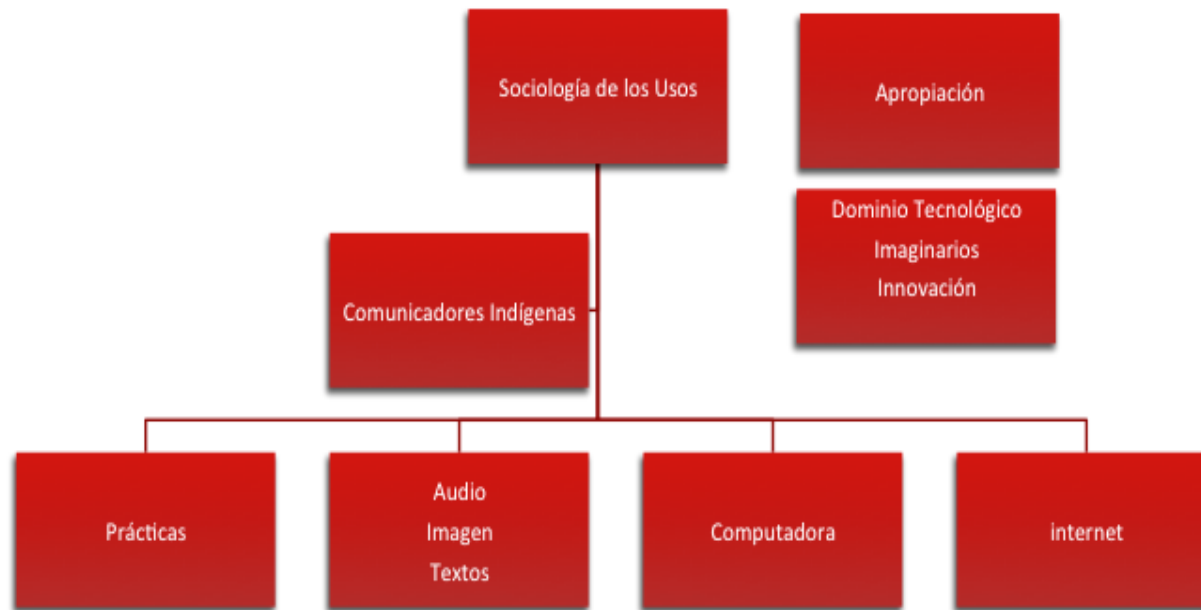 Sociología de los Usos
Apropiación
Dominio Tecnológico
Imaginarios
Innovación
Comunicadores Indígenas
Prácticas
Audio
Imagen
Textos
Computadora
internet